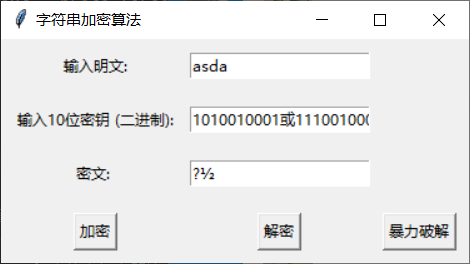 字符串加密算法
输入明文: asda
输入10位密钥 (二进制): 1010010001或111001000
密文: ?½
加密 解密 暴力破解